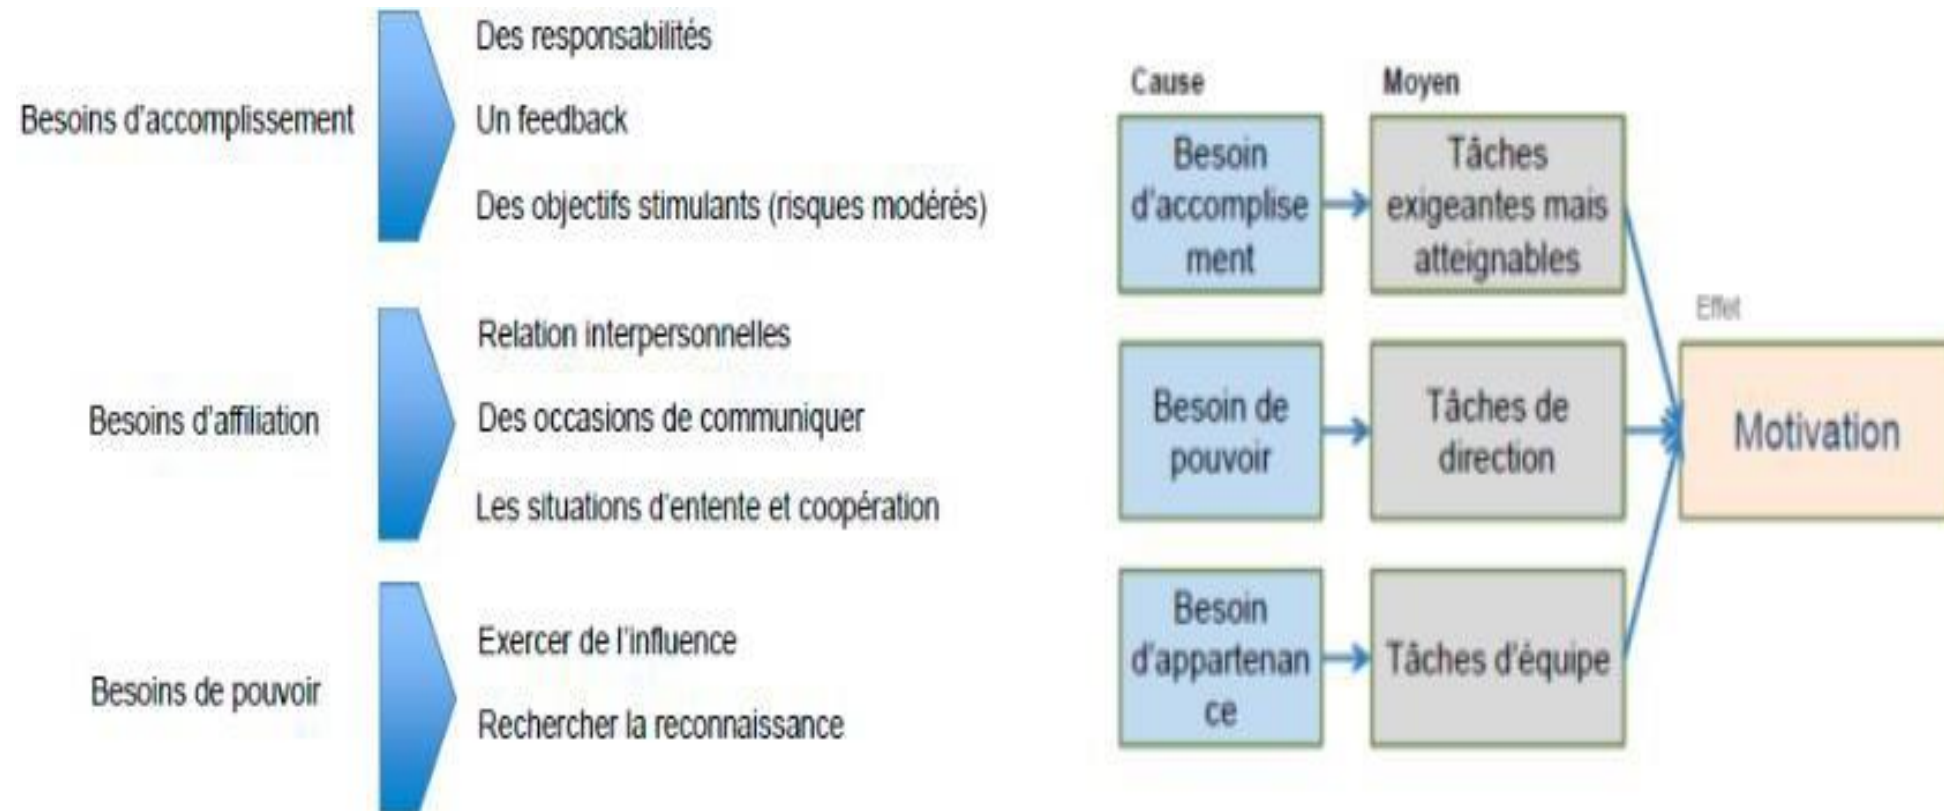 Des responsabilités
Besoins d'accomplissement
Un feedback
Des objectifs stimulants (risques modérés)
Relation interpersonnelles
Besoins d'affiliation
Des occasions de communiquer
Les situations d'entente et coopération
Exercer de l'influence
Besoins de pouvoir
Rechercher la reconnaissance
Cause
Moyen
Besoin
d'accomplise
ment
Tâches
exigeantes mais
atteignables
Effet
Besoin de
pouvoir
Tâches de
direction
Motivation
Besoin
d'appartenan
ce
Tâches d'équipe